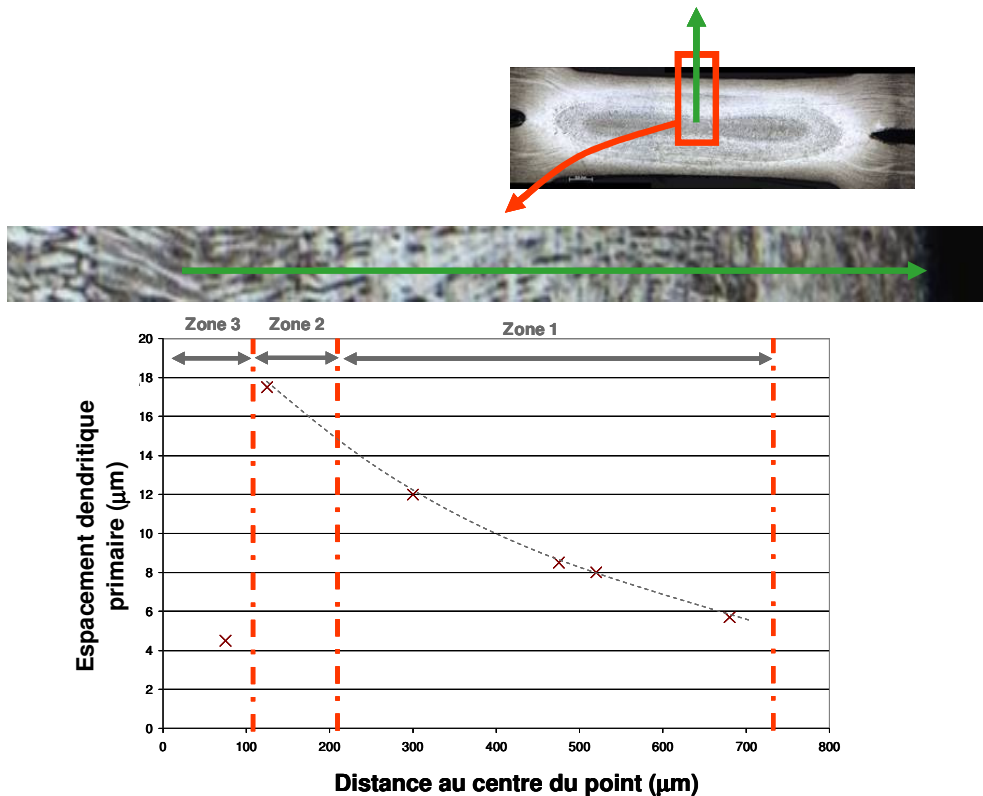 Zone 3
Zone 2
Zone 1
Espacement dendritique
primaire (μm)
20
18
16
14
12
10
8
6
4
2
0
0 100 200 300 400 500 600 700 800
Distance au centre du point (μm)